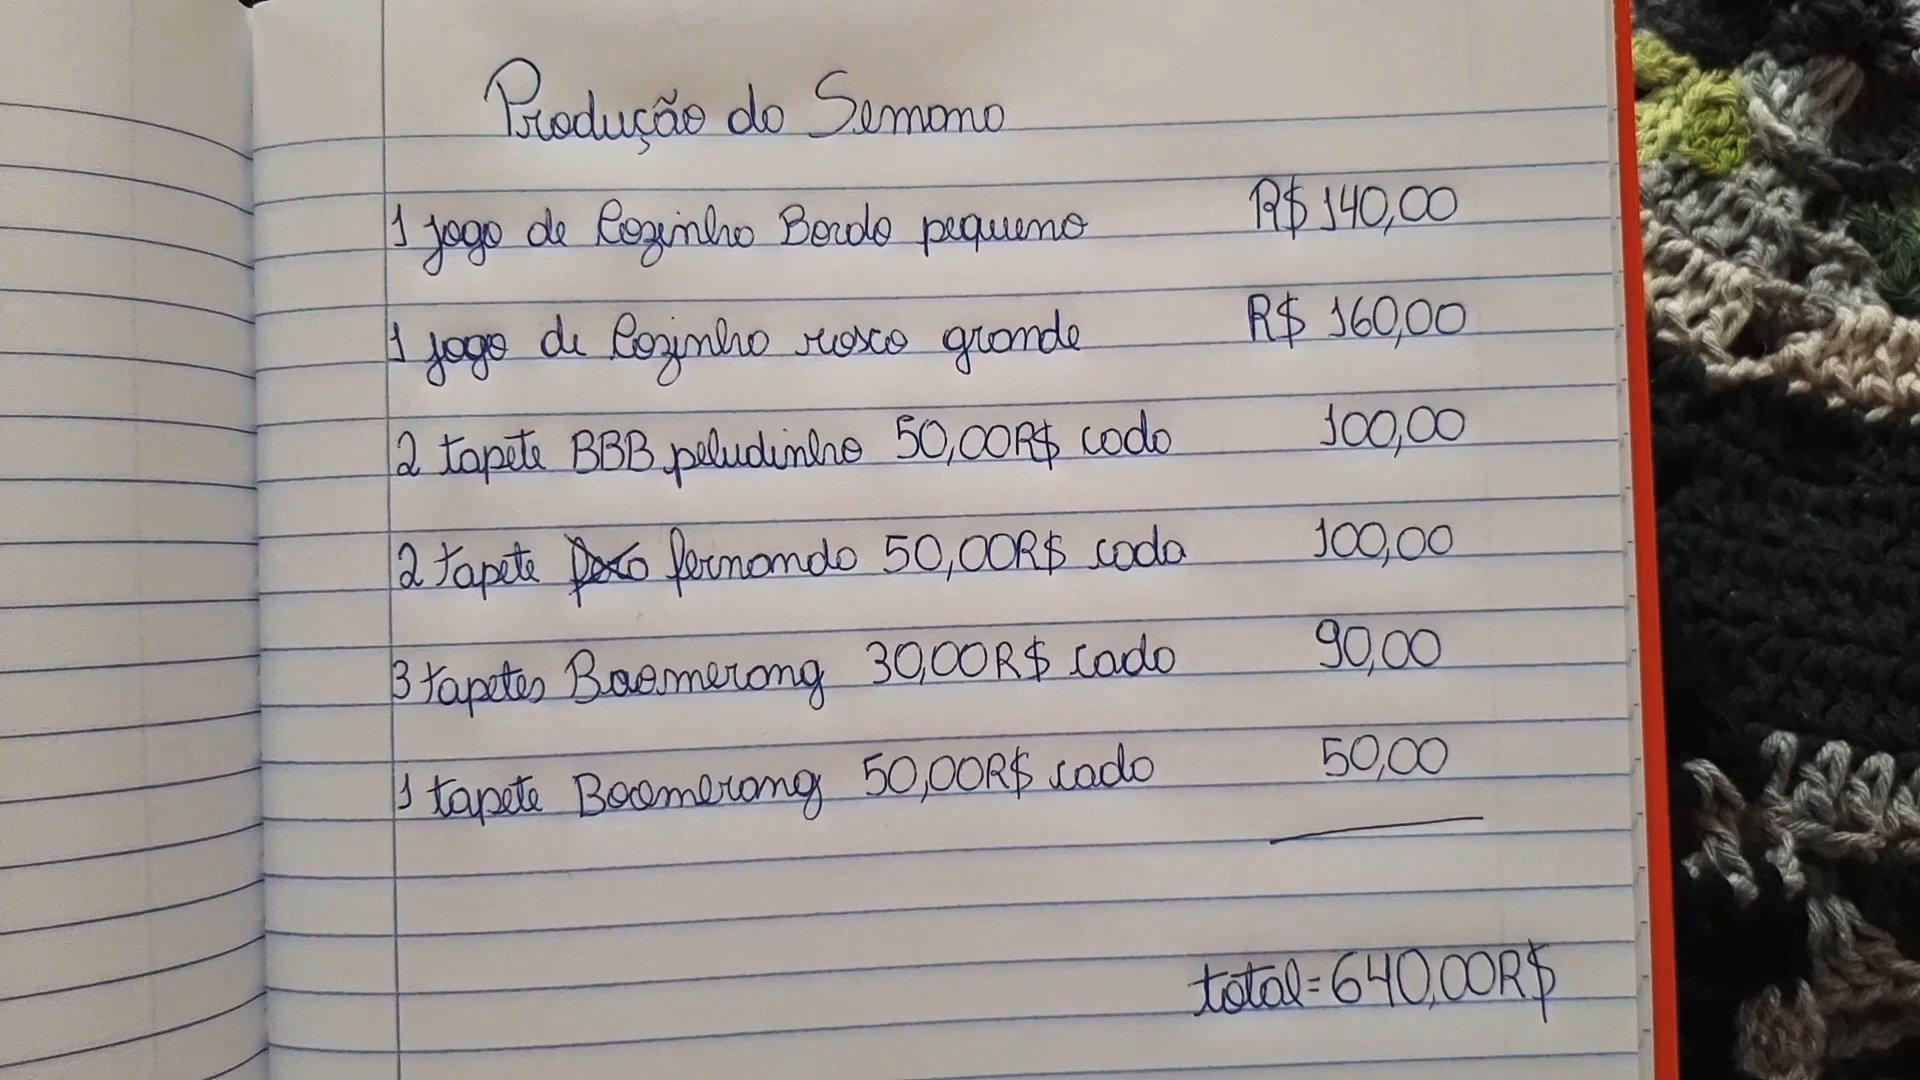 Produção da Semana
1 jogo de Cozinha Bordo pequeno R$ 140,00
1 jogo de Cozinha rosca grande R$ 160,00
2 tapete BBB peludinho 50,00R$ cada 100,00
2 tapete fernanda 50,00R$ cada 100,00
3 tapetes Boomerang 30,00R$ cada 90,00
1 tapete Boomerang 50,00R$ cada 50,00
total=640,00R$